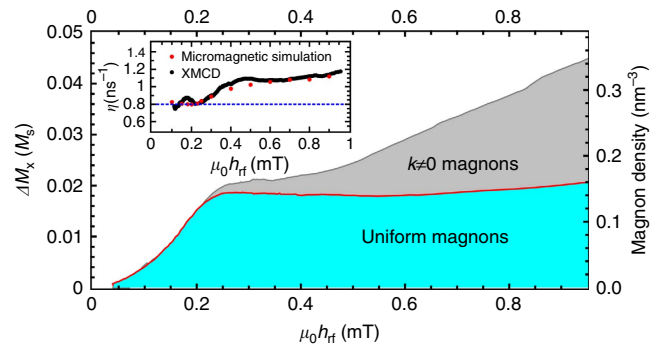 0 0.2 0.4 0.6 0.8
0.05
0.04
0.03
0.02
0.01
0
ΔMₓ (Mₛ)
1.4
1.2
1
0.8
0.6
0.4
η(ns⁻¹)
Micromagnetic simulation
XMCD
0 0.2 0.4 0.6 0.8 1
μ₀hrf (mT)
k≠0 magnons
Uniform magnons
0.3
0.2
0.1
0.0
Magnon density (nm⁻³)
0 0.2 0.4 0.6 0.8
μ₀hrf (mT)